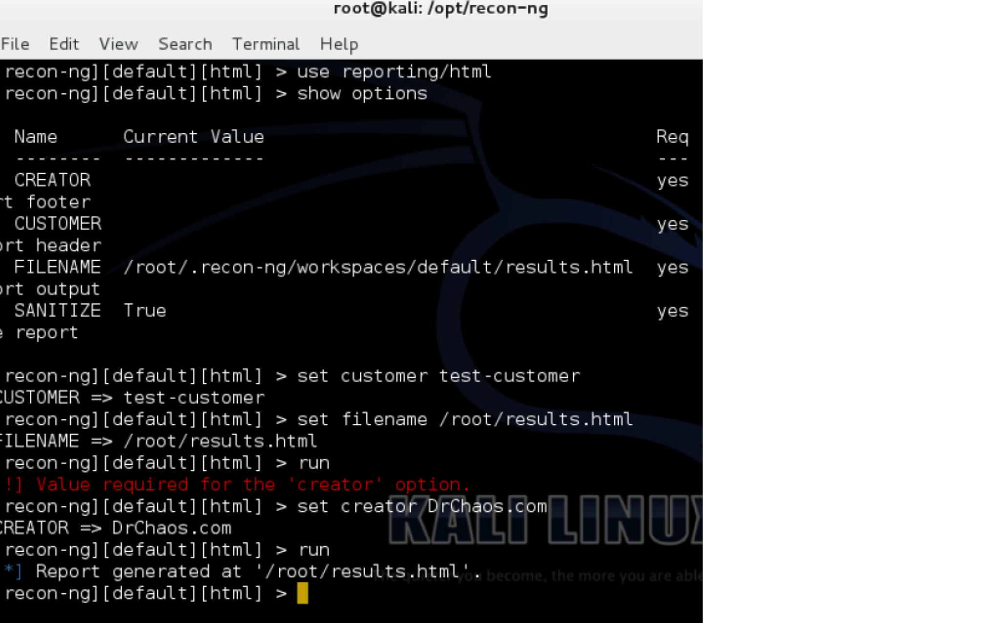 root@kali: /opt/recon-ng
File Edit View Search Terminal Help
recon-ng][default][html] > use reporting/html
recon-ng][default][html] > show options
Name Current Value Req
-------- ------------- ---
CREATOR yes
rt footer
CUSTOMER yes
ort header
FILENAME /root/.recon-ng/workspaces/default/results.html yes
ort output
SANITIZE True yes
e report
recon-ng][default][html] > set customer test-customer
CUSTOMER => test-customer
recon-ng][default][html] > set filename /root/results.html
FILENAME => /root/results.html
recon-ng][default][html] > run
!] Value required for the 'creator' option.
recon-ng][default][html] > set creator DrChaos.com
CREATOR => DrChaos.com
KALI LINUX
recon-ng][default][html] > run
*] Report generated at '/root/results.html'.
you become, the more you are able
recon-ng][default][html] >